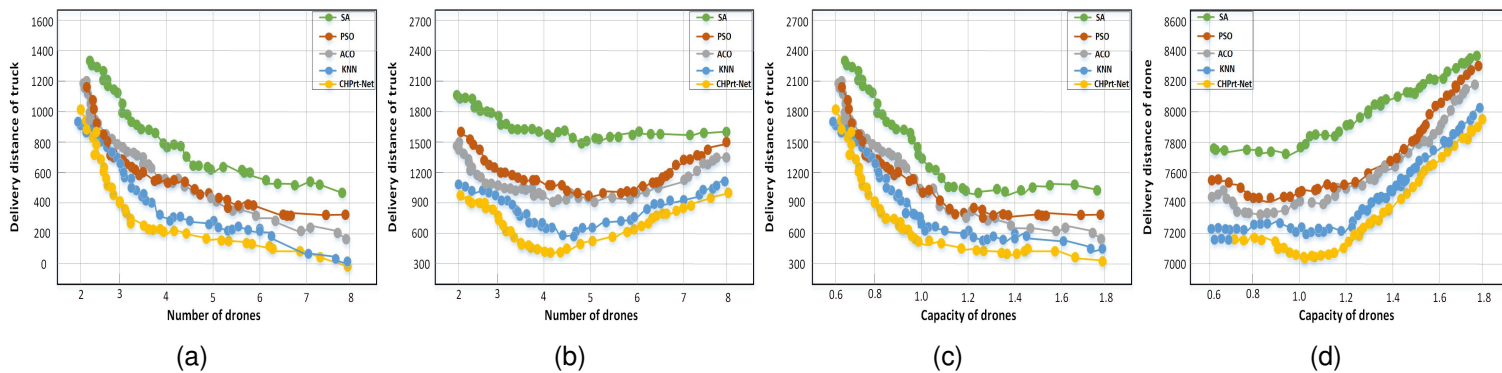 1600
1400
1200
1000
800
600
400
200
0
2 3 4 5 6 7 8
Delivery distance of truck
Number of drones
SA
PSO
ACO
KNN
CHPrt-Net
(a)
2700
2100
1800
1500
1200
900
600
300
2 3 4 5 6 7 8
Delivery distance of truck
Number of drones
SA
PSO
ACO
KNN
CHPrt-Net
(b)
2700
2100
1800
1500
1200
900
600
300
0.6 0.8 1.0 1.2 1.4 1.6 1.8
Delivery distance of truck
Capacity of drones
SA
PSO
ACO
KNN
CHPrt-Net
(c)
8600
8400
8200
8000
7800
7600
7400
7200
7000
0.6 0.8 1.0 1.2 1.4 1.6 1.8
Delivery distance of drone
Capacity of drones
SA
PSO
ACO
KNN
CHPrt-Net
(d)